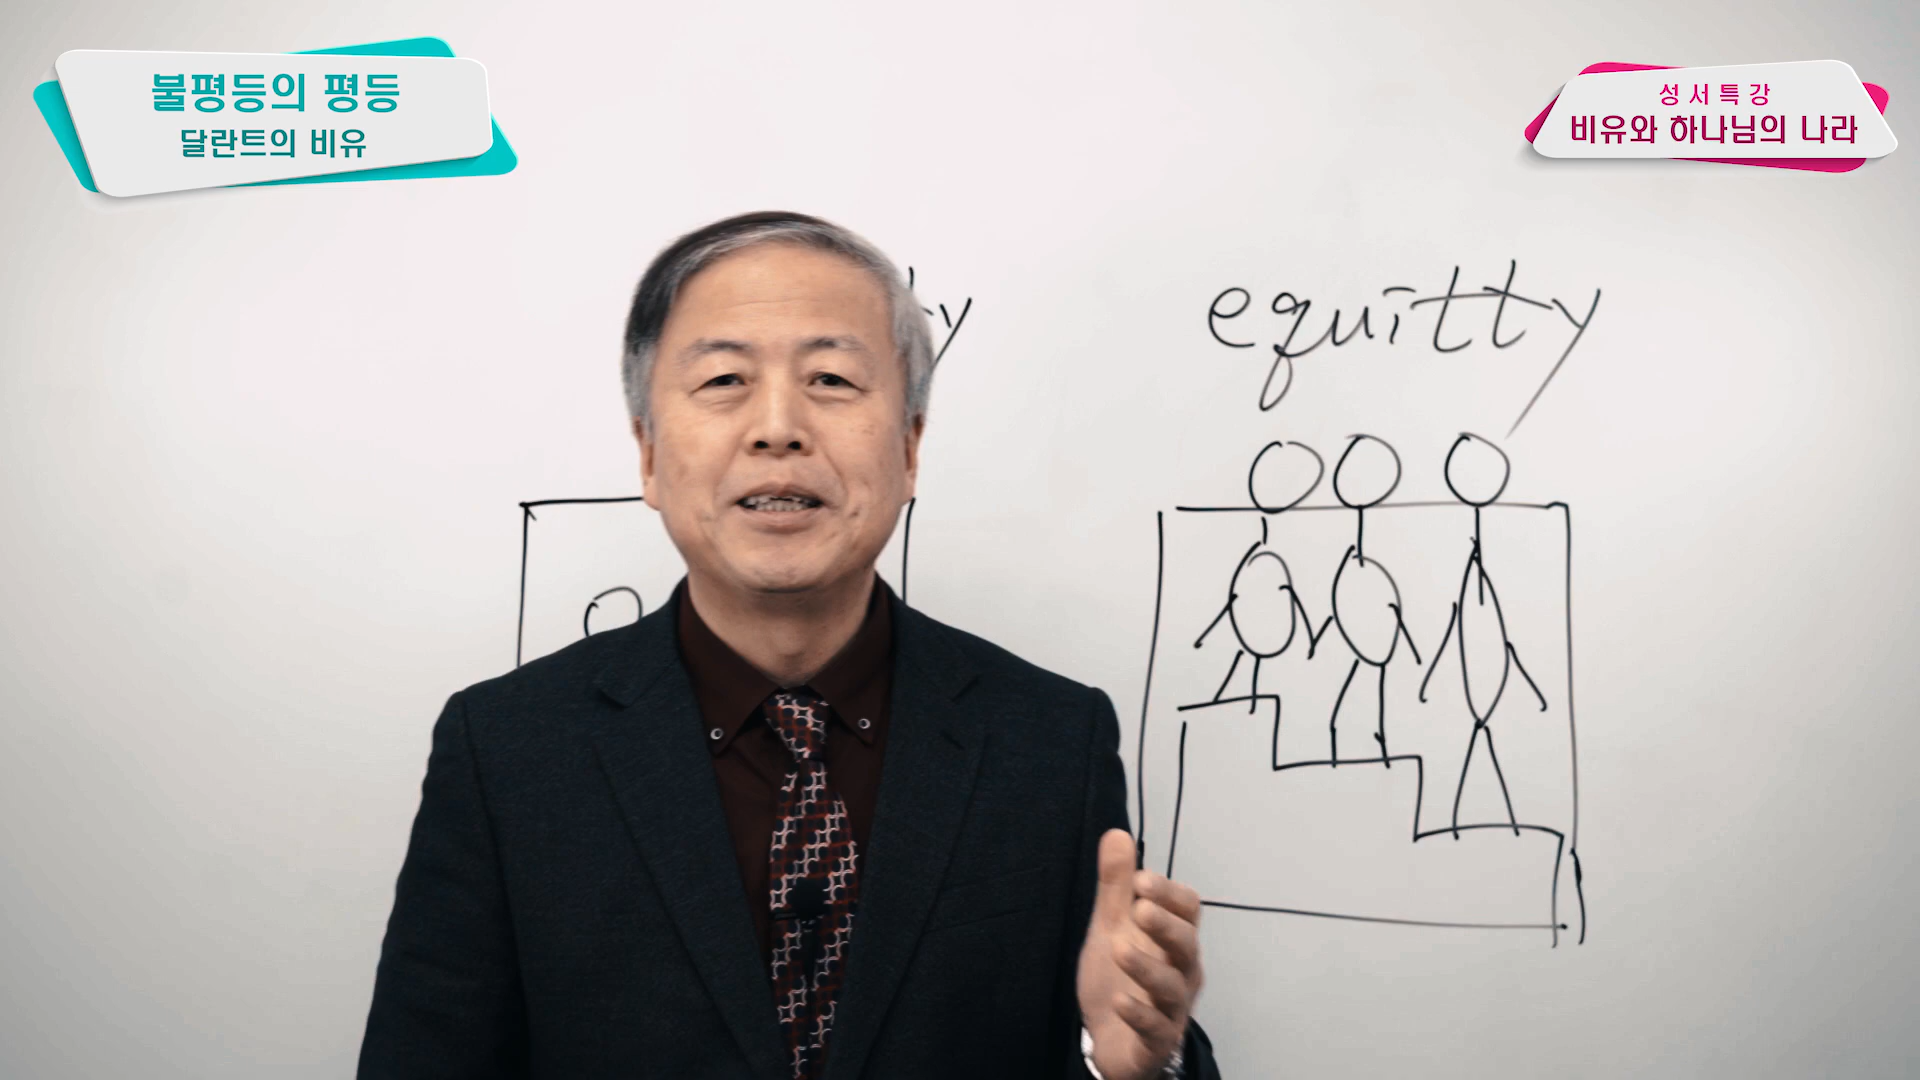 불평등의 평등
달란트의 비유
성서특강
비유와 하나님의 나라
equitty